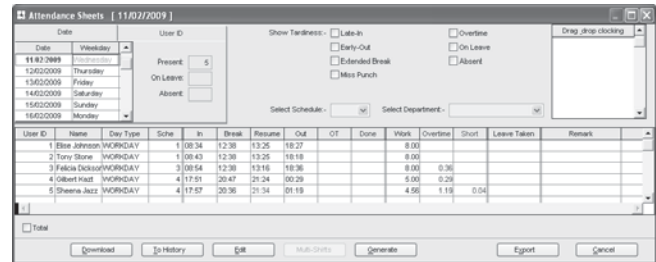 Attendance Sheets [ 11/02/2009 ]
Date User ID Show Tardiness:- Late-In Overtime Drag ,drop clocking
Date Weekday Early-Out On Leave
11/02/2009 Wednesday Present: 5 Extended Break Absent
12/02/2009 Thursday Miss Punch
13/02/2009 Friday On Leave:
14/02/2009 Saturday Absent:
15/02/2009 Sunday Select Schedule:- Select Department:-
16/02/2009 Monday
User ID Name Day Type Sche In Break Resume Out OT Done Work Overtime Short Leave Taken Remark
1 Elise Johnson WORKDAY 1 08:34 12:38 13:25 18:27 8.00
2 Tony Stone WORKDAY 1 08:43 12:38 13:25 18:18 8.00
3 Felicia Dickson WORKDAY 3 08:54 12:38 13:16 18:36 8.00 0.36
4 Gilbert Kazt WORKDAY 4 17:51 20:47 21:24 00:29 5.00 0.29
5 Sheena Jazz WORKDAY 4 17:57 20:36 21:34 01:19 4.56 1.19 0.04
Total
Download To History Edit Multi-Shifts Generate Export Cancel